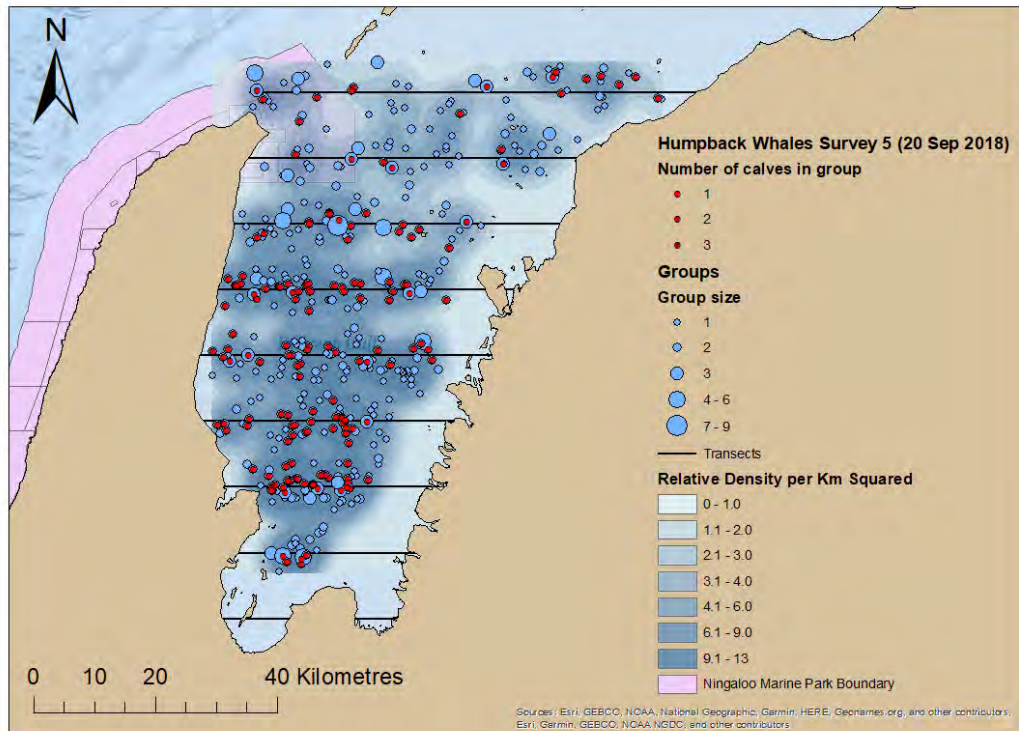 N
Humpback Whales Survey 5 (20 Sep 2018)
Number of calves in group
1
2
3
Groups
Group size
1
2
3
4 - 6
7 - 9
Transects
Relative Density per Km Squared
0 - 1.0
1.1 - 2.0
2.1 - 3.0
3.1 - 4.0
4.1 - 6.0
6.1 - 9.0
9.1 - 13
Ningaloo Marine Park Boundary
0 10 20 40 Kilometres
Sources: Esri, GEBCO, NOAA, National Geographic, Garmin, HERE, Geonames.org, and other contributors,
Esri, Garmin, GEBCO, NOAA NGDC, and other contributors